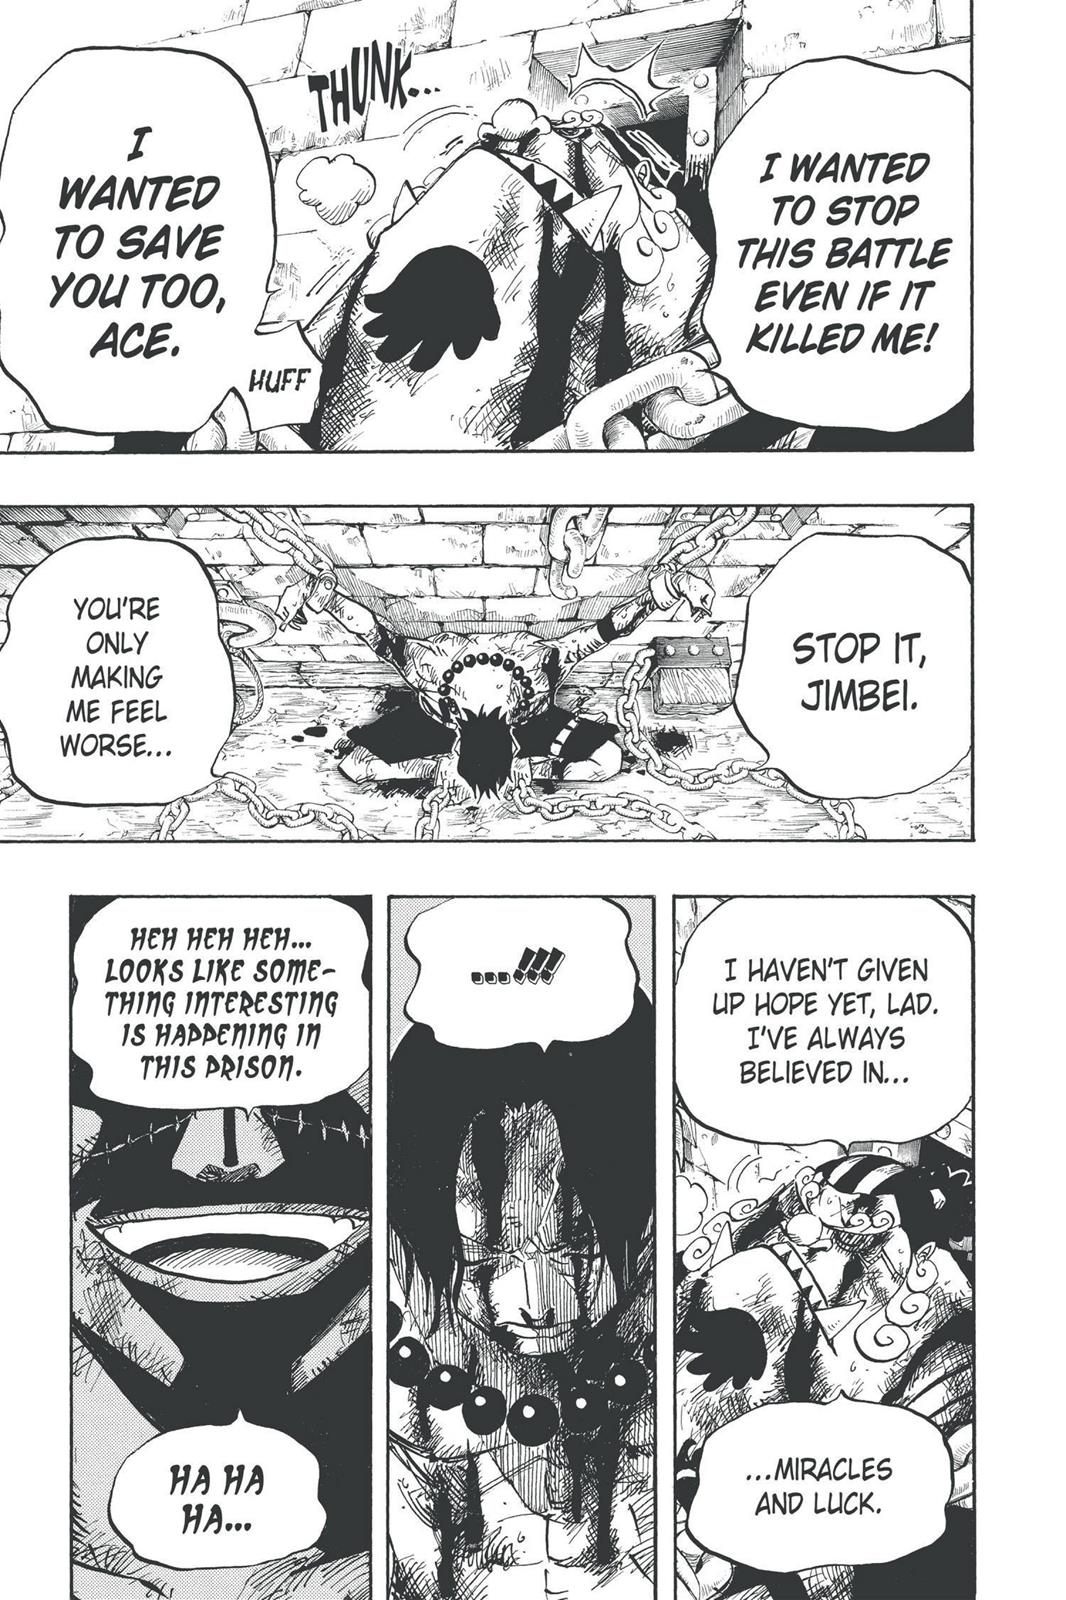 I WANTED
TO STOP
THIS BATTLE
EVEN IF IT
KILLED ME!
THUNK...
I
WANTED
TO SAVE
YOU TOO,
ACE.
HUFF
STOP IT,
JIMBEI.
YOU'RE
ONLY
MAKING
ME FEEL
WORSE...
I HAVEN'T GIVEN
UP HOPE YET, LAD.
I'VE ALWAYS
BELIEVED IN...
...MIRACLES
AND LUCK.
...!!!
HEH HEH HEH...
LOOKS LIKE SOME-
THING INTERESTING
IS HAPPENING IN
THIS PRISON.
HA HA
HA...